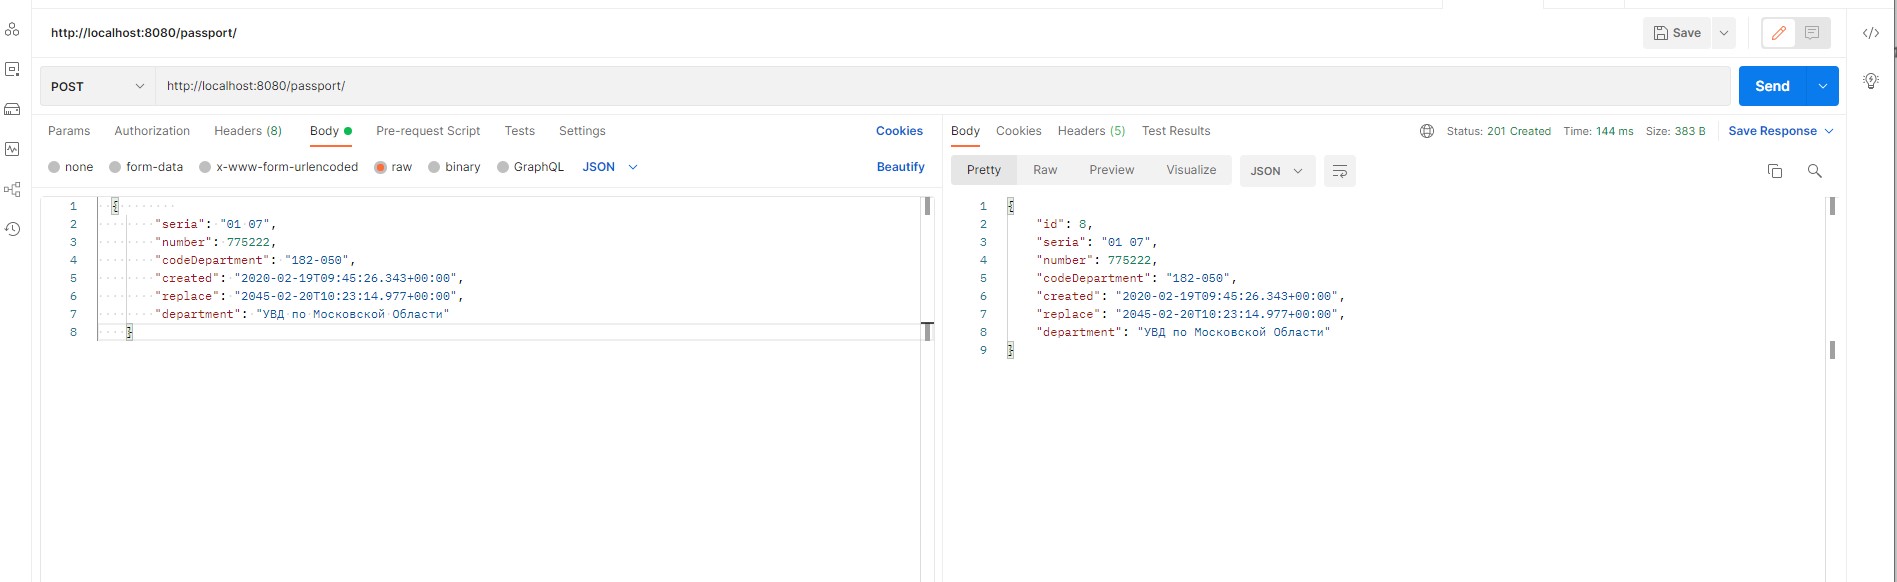 http://localhost:8080/passport/
Save
POST
http://localhost:8080/passport/
Send
Params Authorization Headers (8) Body Pre-request Script Tests Settings Cookies
none form-data x-www-form-urlencoded raw binary GraphQL JSON Beautify
1 {
2 "seria": "01 07",
3 "number": 775222,
4 "codeDepartment": "182-050",
5 "created": "2020-02-19T09:45:26.343+00:00",
6 "replace": "2045-02-20T10:23:14.977+00:00",
7 "department": "УВД по Московской Области"
8 }
Body Cookies Headers (5) Test Results Status: 201 Created Time: 144 ms Size: 383 B Save Response
Pretty Raw Preview Visualize JSON
1 {
2 "id": 8,
3 "seria": "01 07",
4 "number": 775222,
5 "codeDepartment": "182-050",
6 "created": "2020-02-19T09:45:26.343+00:00",
7 "replace": "2045-02-20T10:23:14.977+00:00",
8 "department": "УВД по Московской Области"
9 }